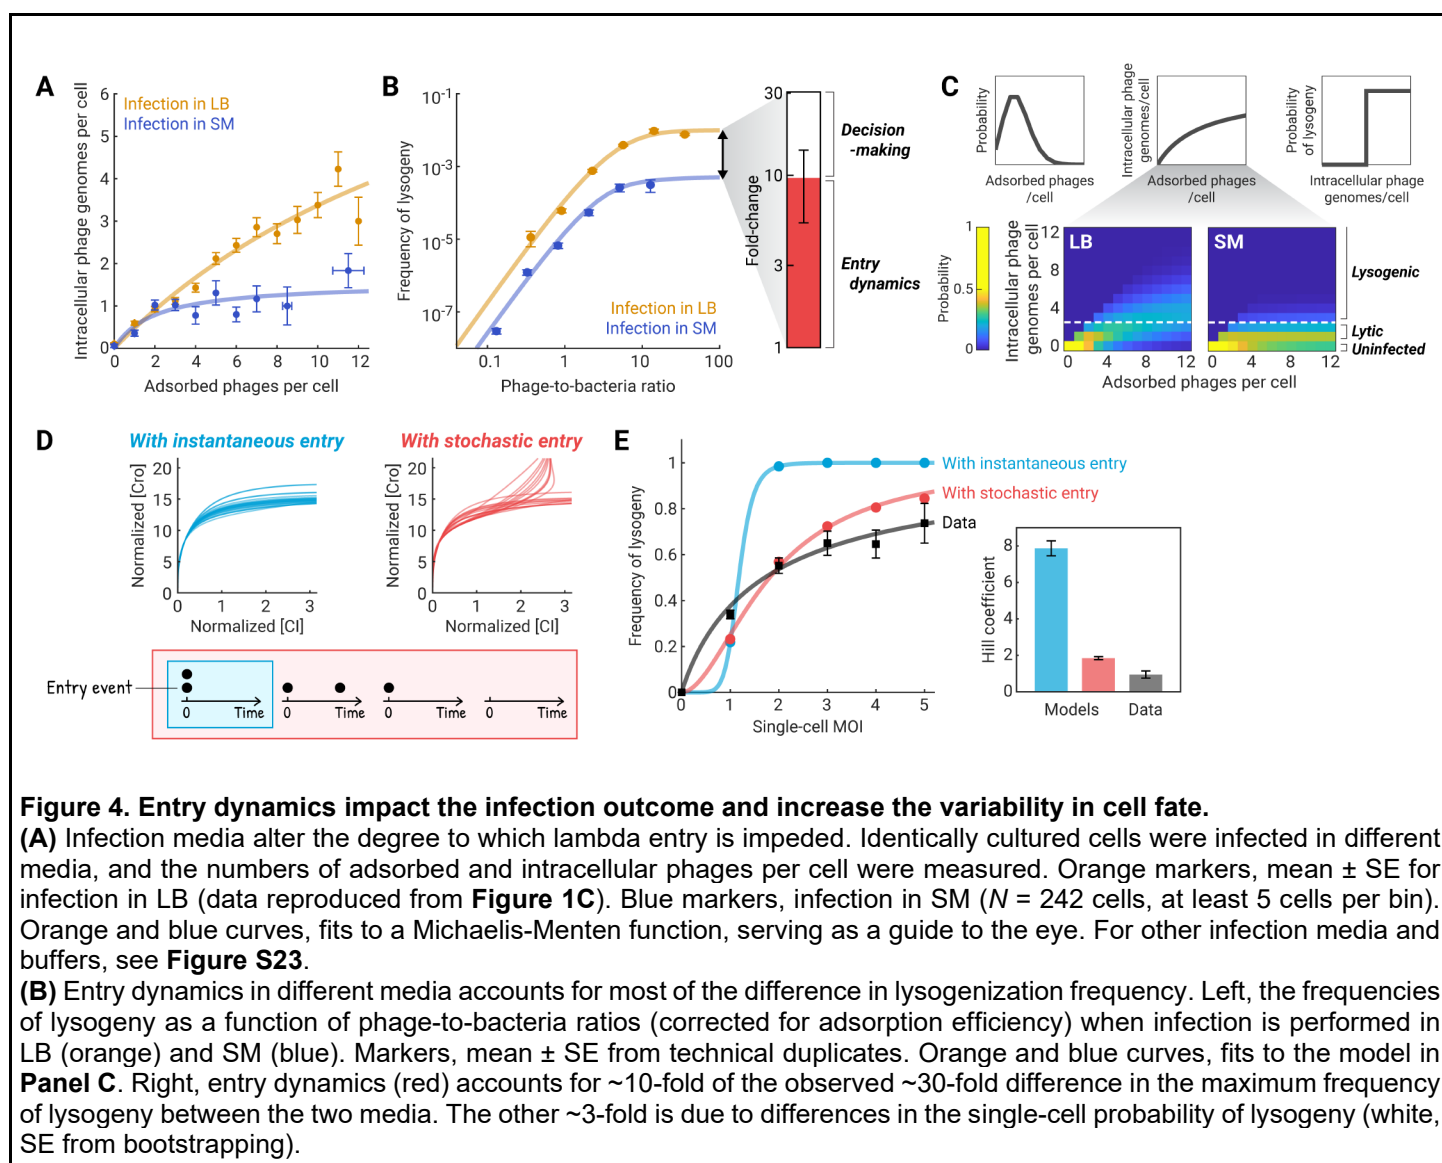 A
Intracellular phage genomes per cell
6
5
4
3
2
1
0
Infection in LB
Infection in SM
0 2 4 6 8 10 12
Adsorbed phages per cell
B
Frequency of lysogeny
10-1
10-3
10-5
10-7
Infection in LB
Infection in SM
0.1 1 10 100
Phage-to-bacteria ratio
Fold-change
30
10
3
1
Decision
-making
Entry
dynamics
C
Probability
Adsorbed phages
/cell
Intracellular phage
genomes/cell
Adsorbed phages
/cell
Probability
of lysogeny
Intracellular phage
genomes/cell
Probability
1
0.5
0
Intracellular phage
genomes per cell
12
8
4
0
LB
SM
Lysogenic
Lytic
Uninfected
0 4 8 12
0 4 8 12
Adsorbed phages per cell
D
With instantaneous entry
Normalized [Cro]
20
15
10
5
0
0 1 2 3
Normalized [CI]
With stochastic entry
Normalized [Cro]
20
15
10
5
0
0 1 2 3
Normalized [CI]
Entry event
0 Time
0 Time
0 Time
0 Time
E
Frequency of lysogeny
1
0.8
0.6
0.4
0.2
0
With instantaneous entry
With stochastic entry
Data
0 1 2 3 4 5
Single-cell MOI
Hill coefficient
8
6
4
2
0
Models Data
Figure 4. Entry dynamics impact the infection outcome and increase the variability in cell fate.
(A) Infection media alter the degree to which lambda entry is impeded. Identically cultured cells were infected in different
media, and the numbers of adsorbed and intracellular phages per cell were measured. Orange markers, mean ± SE for
infection in LB (data reproduced from Figure 1C). Blue markers, infection in SM (N = 242 cells, at least 5 cells per bin).
Orange and blue curves, fits to a Michaelis-Menten function, serving as a guide to the eye. For other infection media and
buffers, see Figure S23.
(B) Entry dynamics in different media accounts for most of the difference in lysogenization frequency. Left, the frequencies
of lysogeny as a function of phage-to-bacteria ratios (corrected for adsorption efficiency) when infection is performed in
LB (orange) and SM (blue). Markers, mean ± SE from technical duplicates. Orange and blue curves, fits to the model in
Panel C. Right, entry dynamics (red) accounts for ~10-fold of the observed ~30-fold difference in the maximum frequency
of lysogeny between the two media. The other ~3-fold is due to differences in the single-cell probability of lysogeny (white,
SE from bootstrapping).